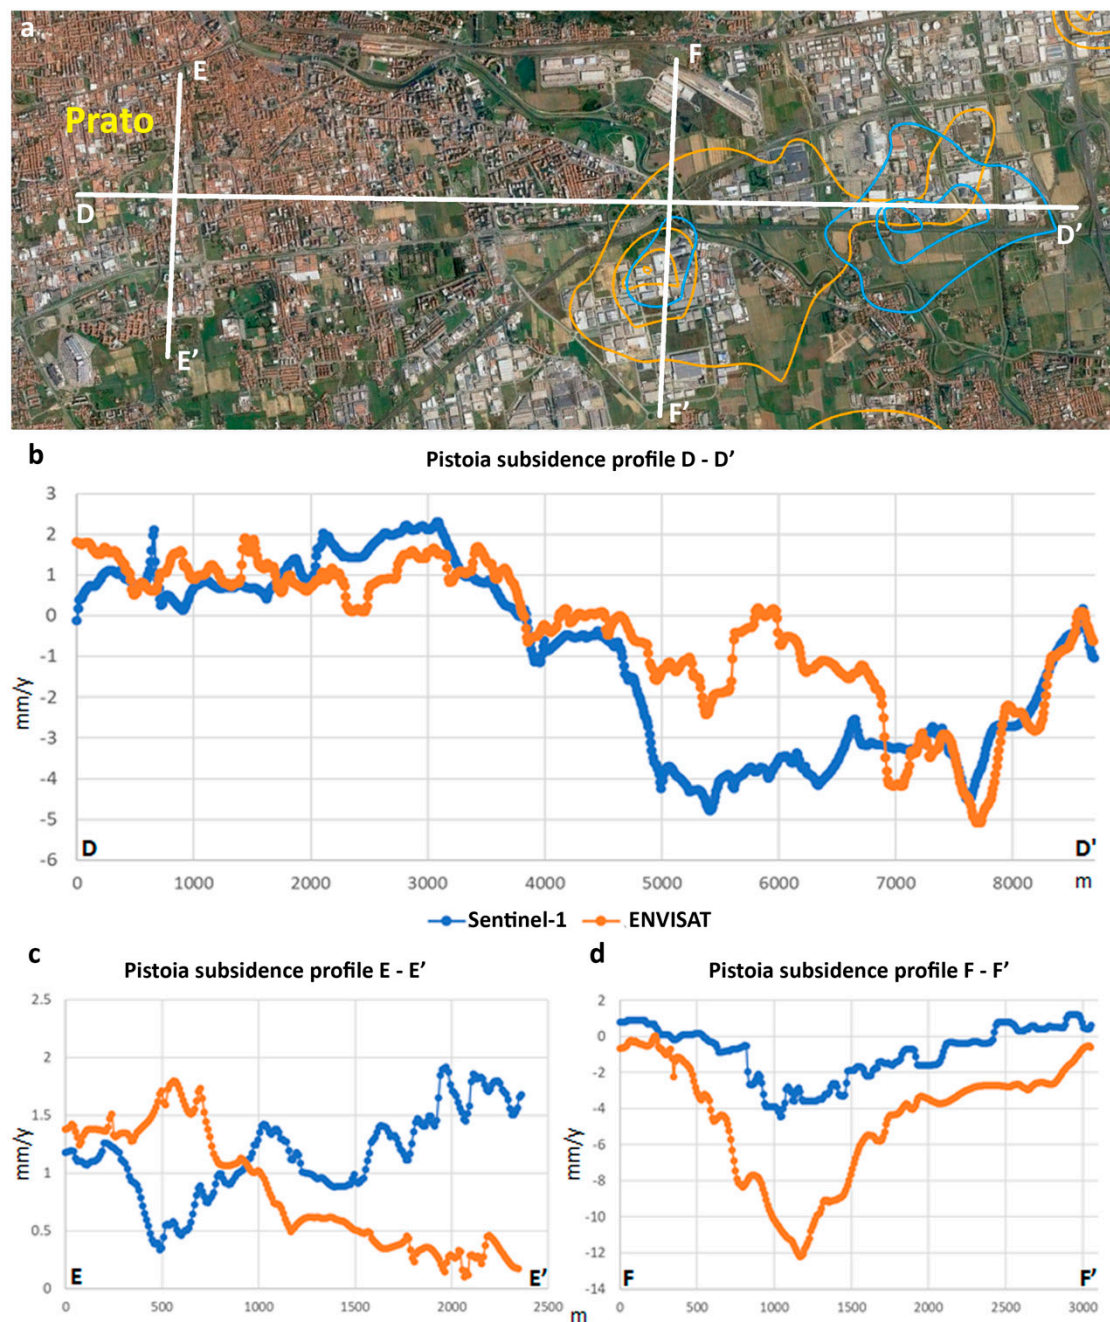 a
E
F
Prato
D
D'
E'
F'
b
Pistoia subsidence profile D - D'
3
2
1
0
-1
-2
-3
-4
-5
-6
mm/y
D
D'
0 1000 2000 3000 4000 5000 6000 7000 8000 m
Sentinel-1 ENVISAT
c
Pistoia subsidence profile E - E'
2.5
2
1.5
1
0.5
0
mm/y
E
E'
0 500 1000 1500 2000 2500
m
d
Pistoia subsidence profile F - F'
2
0
-2
-4
-6
-8
-10
-12
-14
mm/y
F
F'
0 500 1000 1500 2000 2500 3000